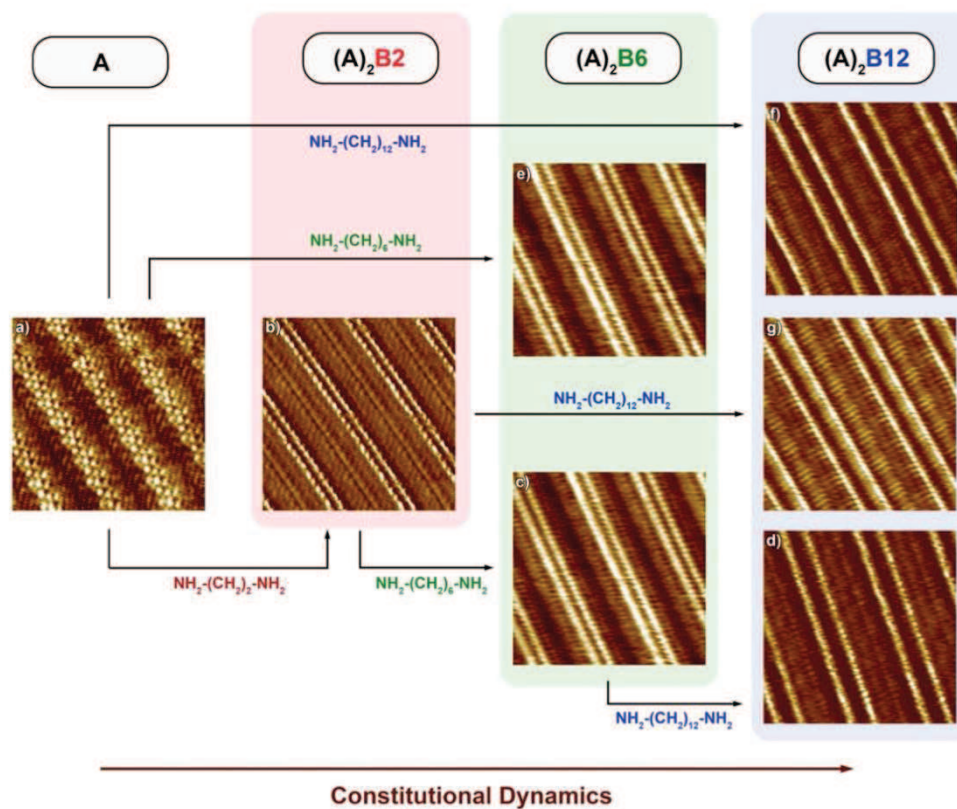 A
(A)₂B2
(A)₂B6
(A)₂B12
NH₂-(CH₂)₁₂-NH₂
f)
e)
NH₂-(CH₂)₆-NH₂
a)
b)
g)
NH₂-(CH₂)₁₂-NH₂
c)
d)
NH₂-(CH₂)₂-NH₂
NH₂-(CH₂)₆-NH₂
NH₂-(CH₂)₁₂-NH₂
Constitutional Dynamics